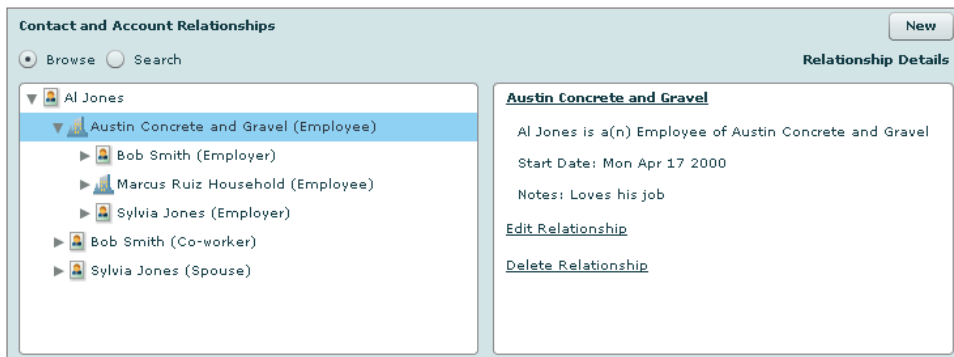 Contact and Account Relationships
New
Browse
Search
Relationship Details
Al Jones
Austin Concrete and Gravel (Employee)
Bob Smith (Employer)
Marcus Ruiz Household (Employee)
Sylvia Jones (Employer)
Bob Smith (Co-worker)
Sylvia Jones (Spouse)
Austin Concrete and Gravel
Al Jones is a(n) Employee of Austin Concrete and Gravel
Start Date: Mon Apr 17 2000
Notes: Loves his job
Edit Relationship
Delete Relationship